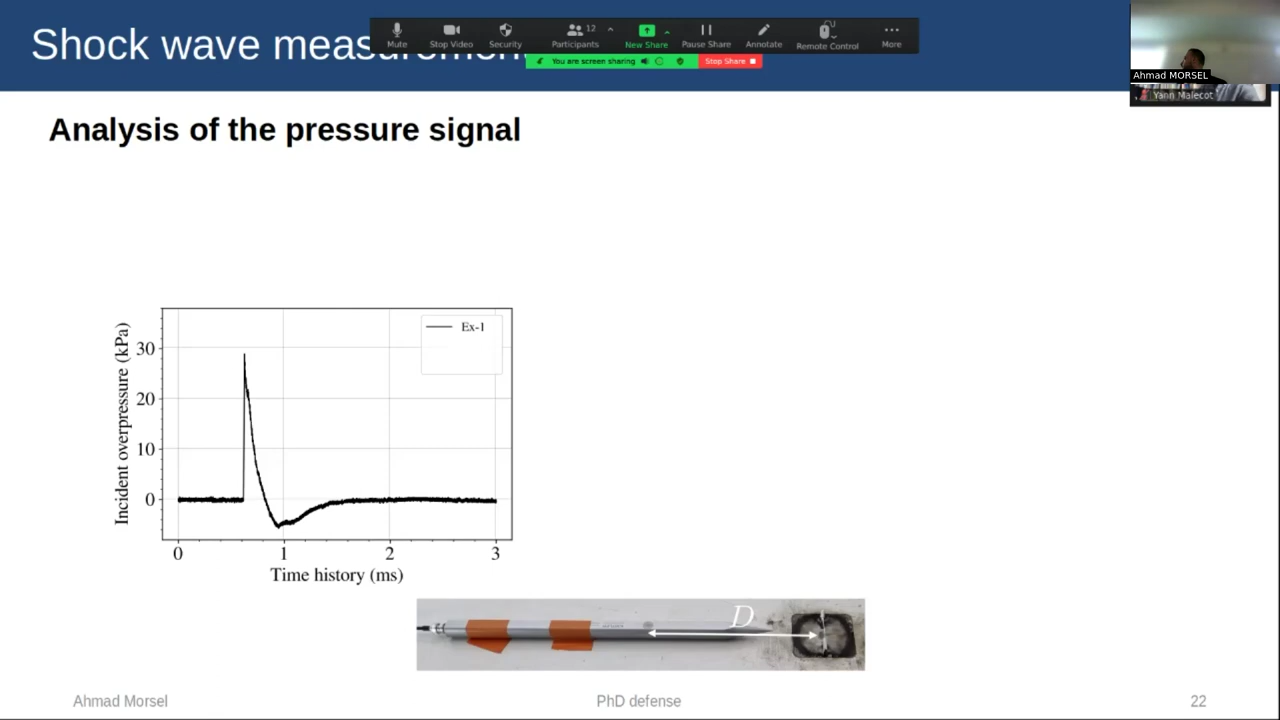 Shock wave measurement
Mute
Stop Video
Security
Participants
12
New Share
Pause Share
Annotate
Remote Control
More
You are screen sharing
Stop Share
Ahmad MORSEL
Yann Malecot
Analysis of the pressure signal
Ex-1
Incident overpressure (kPa)
30
20
10
0
0
1
2
3
Time history (ms)
D
Ahmad Morsel
PhD defense
22